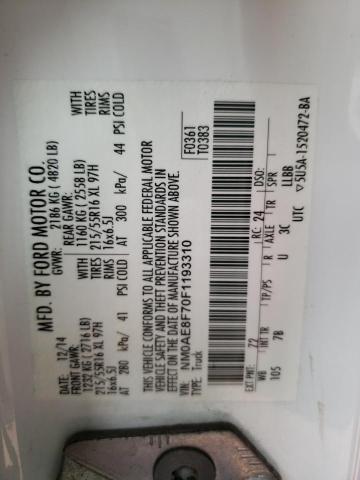 MFD. BY FORD MOTOR CO.
GVWR: 2186 KG ( 4820 LB)
12/14
FRONT GAWR: 1232 KG ( 2716 LB)
REAR GAWR: 1160 KG ( 2558 LB)
WITH TIRES
215/55R16 XL 97H
215/55R16 XL 97H
WITH TIRES
16x6.5J RIMS
16x6.5J RIMS
AT 280 kPa/ 41 PSI COLD
AT 300 kPa/ 44 PSI COLD
THIS VEHICLE CONFORMS TO ALL APPLICABLE FEDERAL MOTOR
VEHICLE SAFETY AND THEFT PREVENTION STANDARDS IN
EFFECT ON THE DATE OF MANUFACTURE SHOWN ABOVE.
VIN: NM0AE8F70F1193310
TYPE: Truck
F0361
T0383
EXT PNT: Z2
RC: 24
DSO:
WB
INT TR
TP/PS
R
AXLE
TR
SPR
105
7B
U
3C
LLBB
UTC
5U5A-1520472-BA